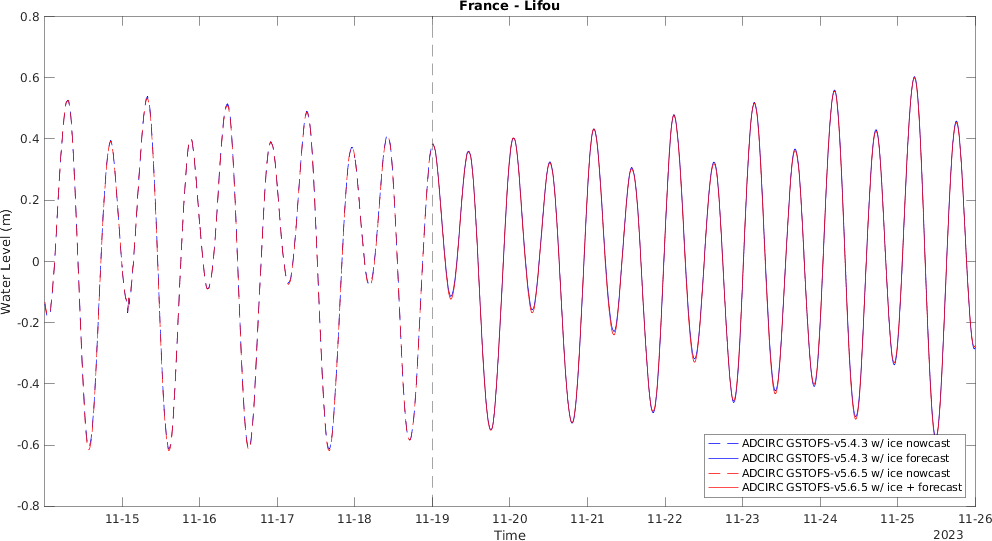 France - Lifou
0.8
0.6
0.4
0.2
0
-0.2
-0.4
-0.6
-0.8
Water Level (m)
11-15 11-16 11-17 11-18 11-19 11-20 11-21 11-22 11-23 11-24 11-25 11-26
Time
2023
ADCIRC GSTOFS-v5.4.3 w/ ice nowcast
ADCIRC GSTOFS-v5.4.3 w/ ice forecast
ADCIRC GSTOFS-v5.6.5 w/ ice nowcast
ADCIRC GSTOFS-v5.6.5 w/ ice + forecast